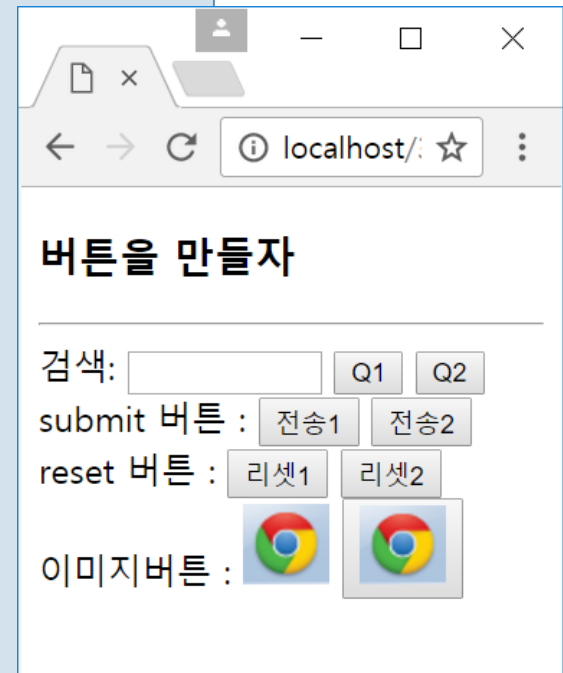 localhost/
버튼을 만들자
검색: Q1 Q2
submit 버튼 : 전송1 전송2
reset 버튼 : 리셋1 리셋2
이미지버튼 :